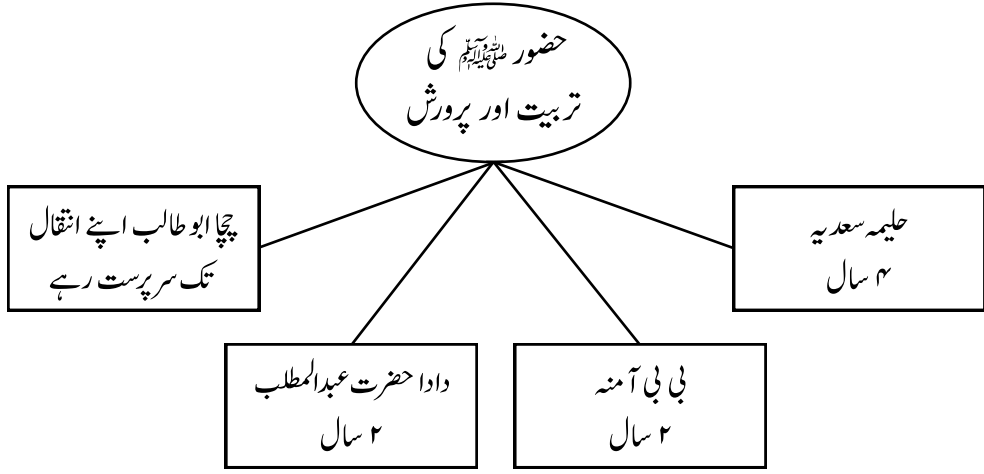 حضور ﷺ کی
تربیت اور پرورش
حلیمہ سعدیہ
۴ سال
بی بی آمنہ
۲ سال
دادا حضرت عبدالمطلب
۲ سال
چچا ابو طالب اپنے انتقال
تک سرپرست رہے